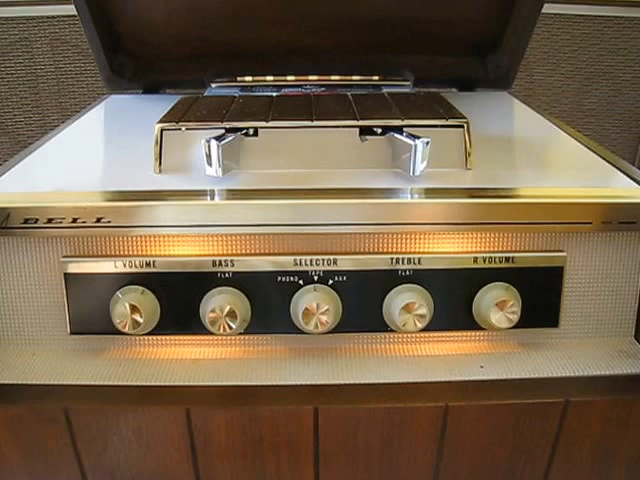 BELL
L VOLUME BASS SELECTOR TREBLE R VOLUME
FLAT TAPE FLAT
PHONO AUX